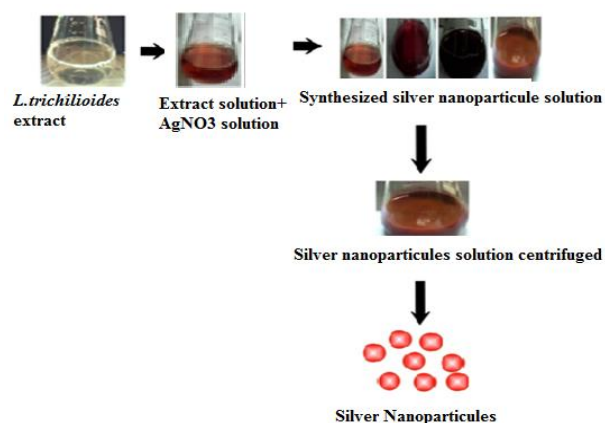 L.trichilioides
extract
Extract solution+
AgNO3 solution
Synthesized silver nanoparticule solution
Silver nanoparticules solution centrifuged
Silver Nanoparticules